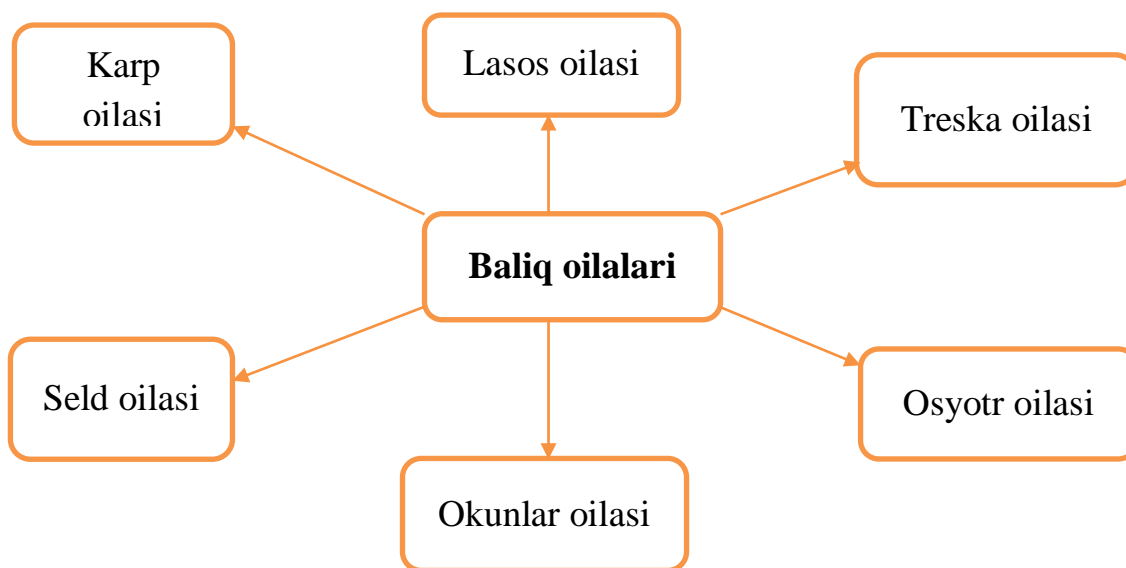 Karp
oilasi
Lasos oilasi
Treska oilasi
Baliq oilalari
Seld oilasi
Osyotr oilasi
Okunlar oilasi